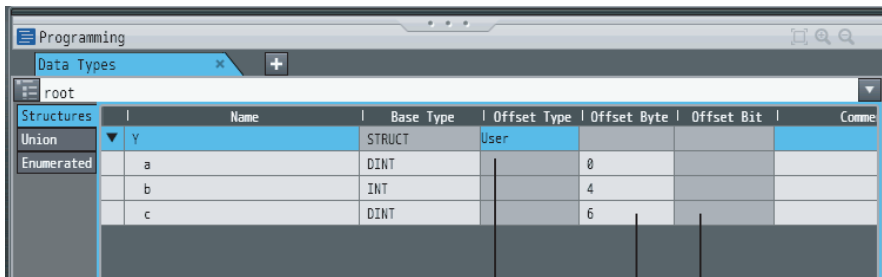 Programming
Data Types × +
root
Structures Name Base Type Offset Type Offset Byte Offset Bit Comme
Union Y STRUCT User
Enumerated a DINT 0
b INT 4
c DINT 6